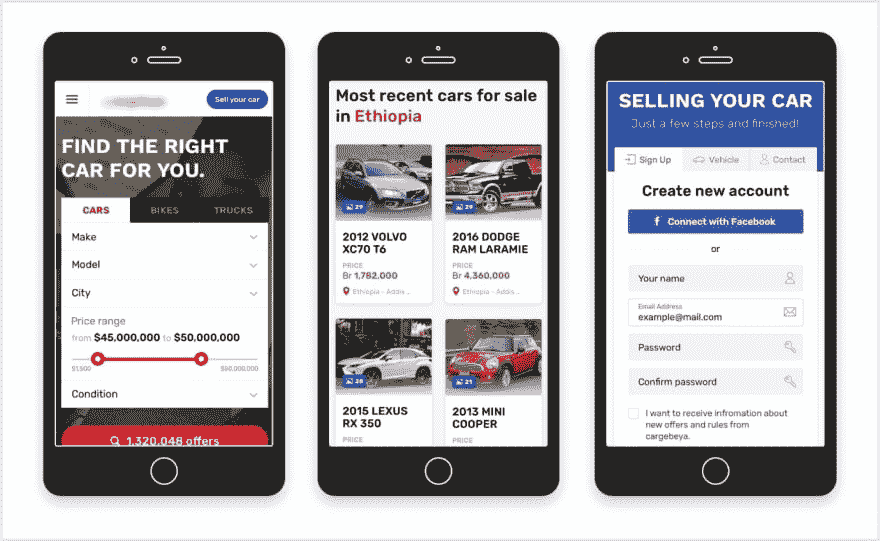 Sell your car
FIND THE RIGHT
CAR FOR YOU.
CARS
BIKES
TRUCKS
Make
Model
City
Price range
from $45,000,000 to $50,000,000
$1,500
$90,000,000
Condition
1,320,048 offers
Most recent cars for sale
in Ethiopia
29
2012 VOLVO
XC70 T6
PRICE
Br 1,782,000
Ethiopia - Addis ..
29
2016 DODGE
RAM LARAMIE
PRICE
Br 4,360,000
Ethiopia - Addis ..
28
2015 LEXUS
RX 350
PRICE
21
2013 MINI
COOPER
PRICE
SELLING YOUR CAR
Just a few steps and finished!
Sign Up
Vehicle
Contact
Create new account
f Connect with Facebook
or
Your name
Email Address
example@mail.com
Password
Confirm password
I want to receive infromation about
new offers and rules from
cargebeya.